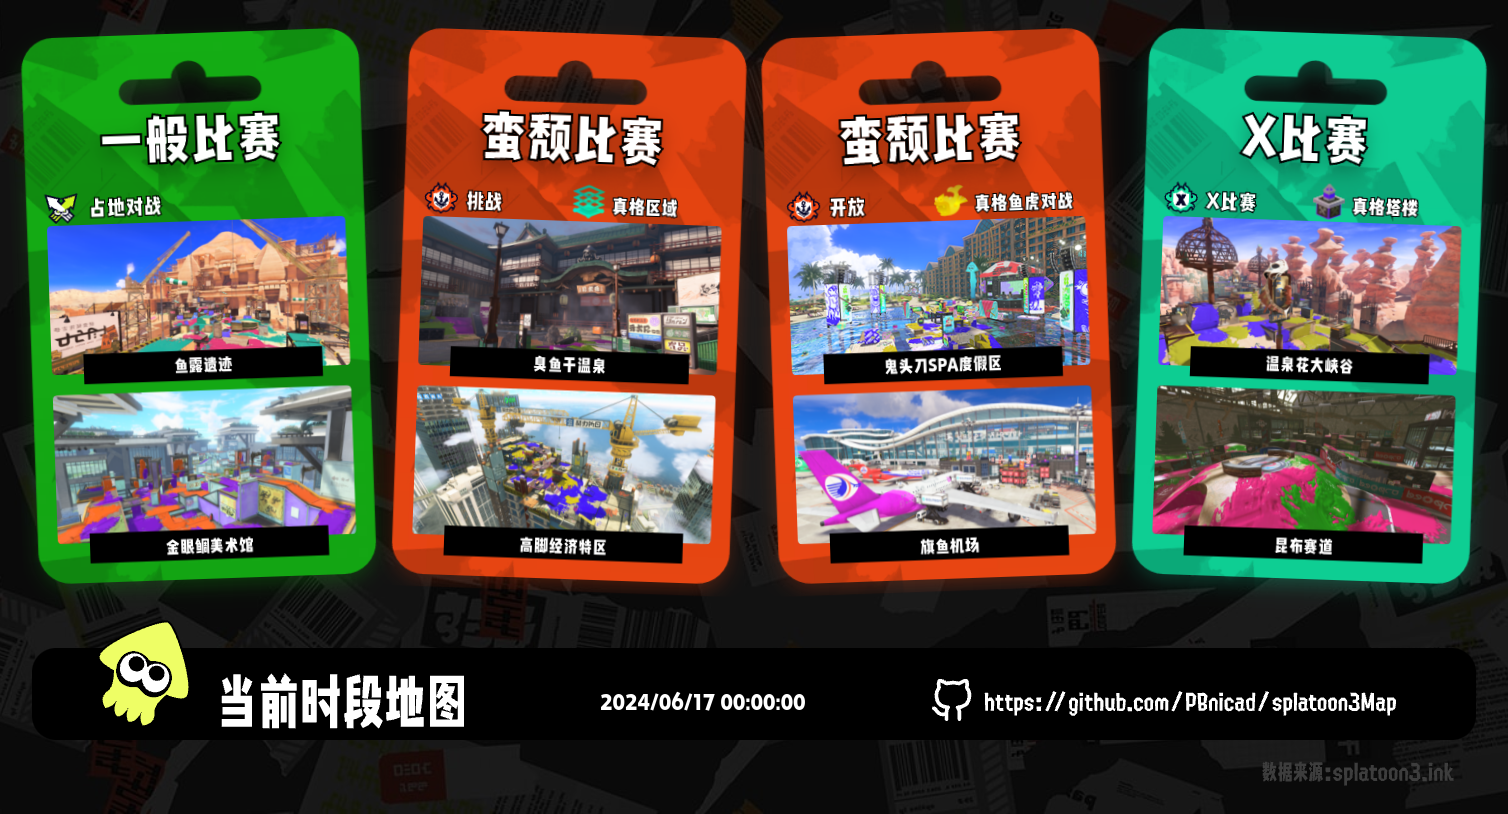 一般比赛
占地对战
鱼露遗迹
金眼鲷美术馆
蛮颓比赛
挑战
真格区域
臭鱼干温泉
高脚经济特区
蛮颓比赛
开放
真格鱼虎对战
鬼头刀SPA度假区
旗鱼机场
X比赛
X比赛
真格塔楼
温泉花大峡谷
昆布赛道
当前时段地图
2024/06/17 00:00:00
https://github.com/PBnicad/splatoon3Map
数据来源:splatoon3.ink